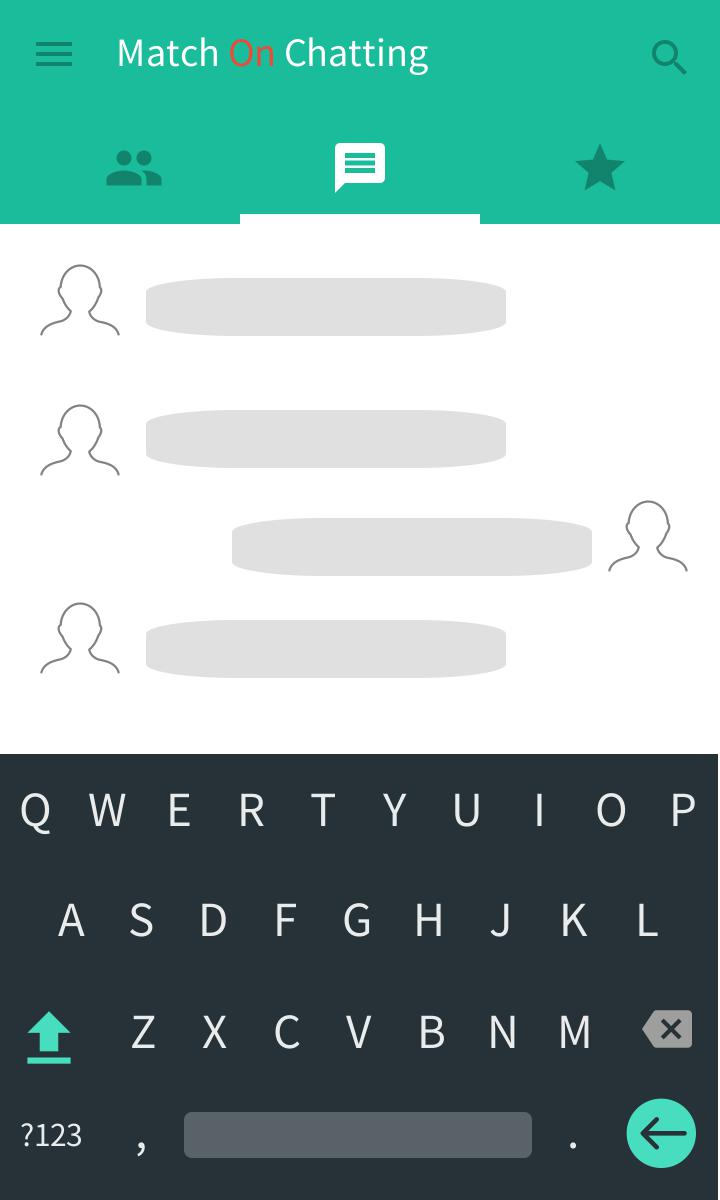 Match On Chatting
Q W E R T Y U I O P
A S D F G H J K L
Z X C V B N M
?123 , .